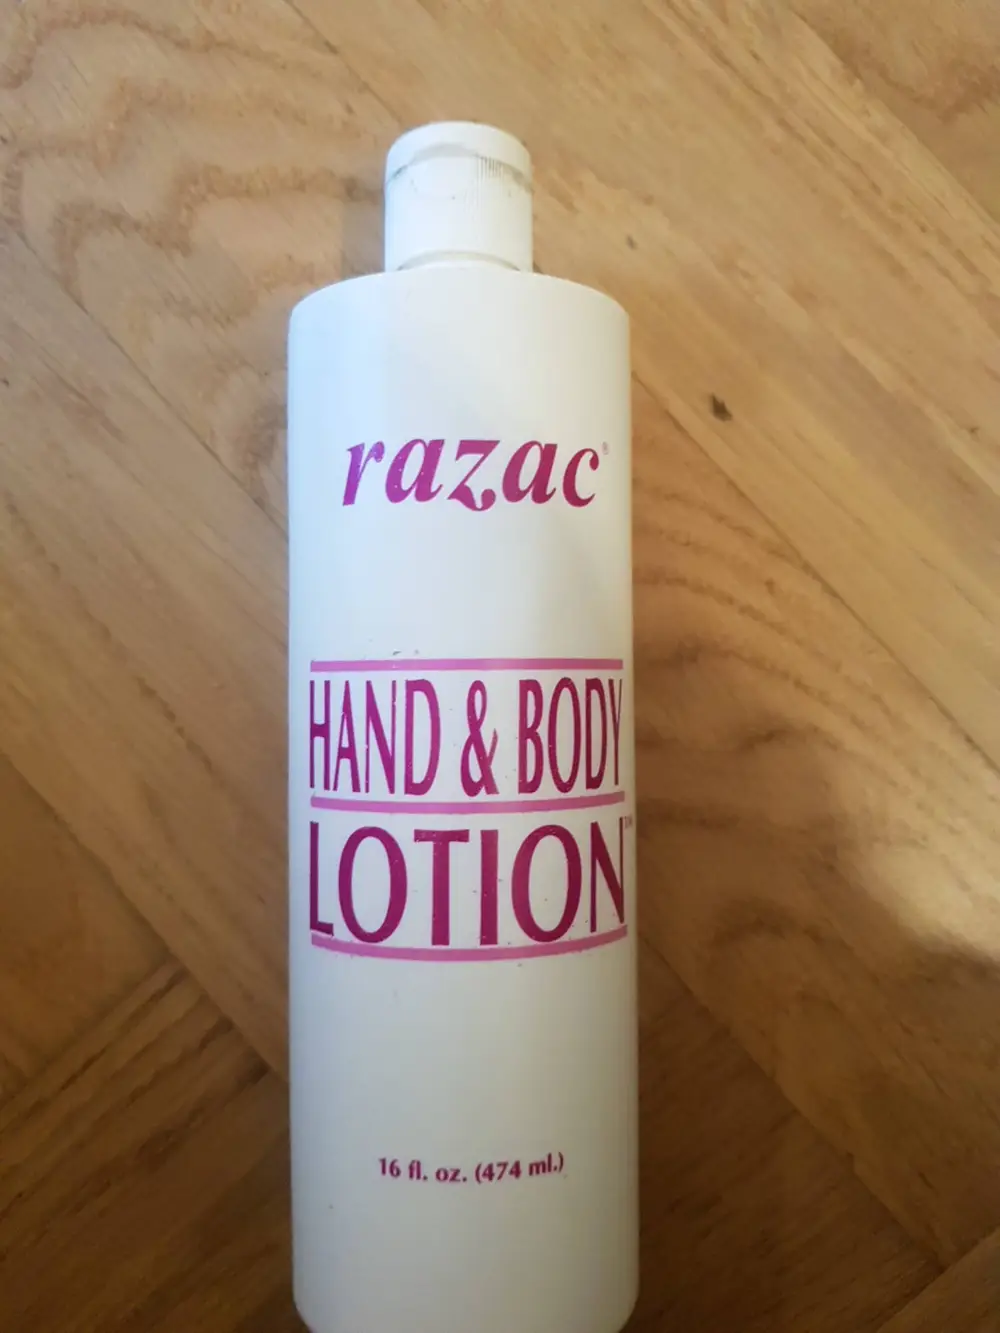 razac®
HAND & BODY
LOTION™
16 fl. oz. (474 ml.)